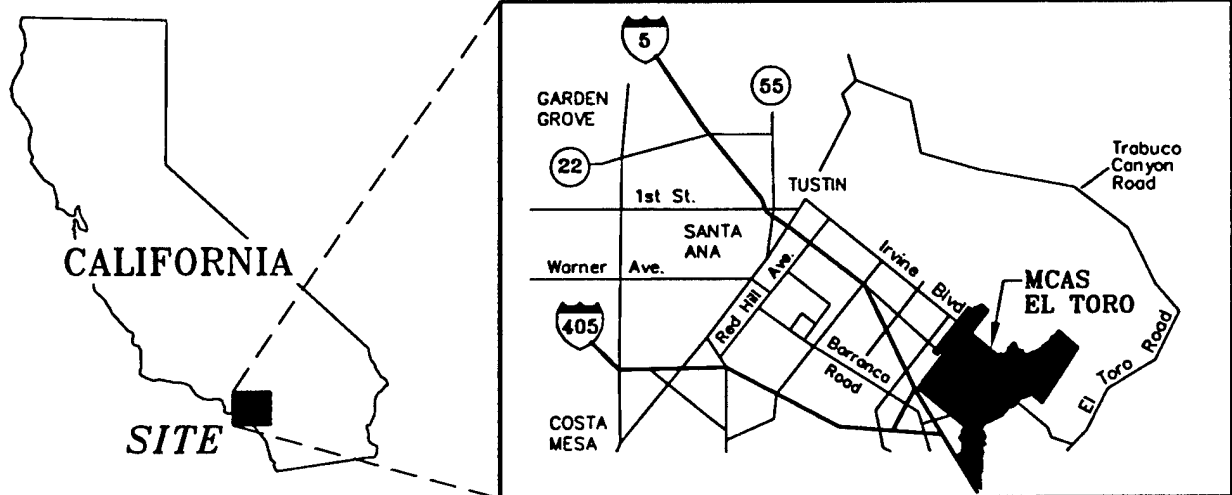 CALIFORNIA
SITE
5
55
GARDEN
GROVE
22
Trabuco
Canyon
Road
TUSTIN
1st St.
SANTA
ANA
Warner Ave.
Irvine Blvd
Red Hill Ave.
MCAS
EL TORO
405
Barranca
Road
El Toro Road
COSTA
MESA